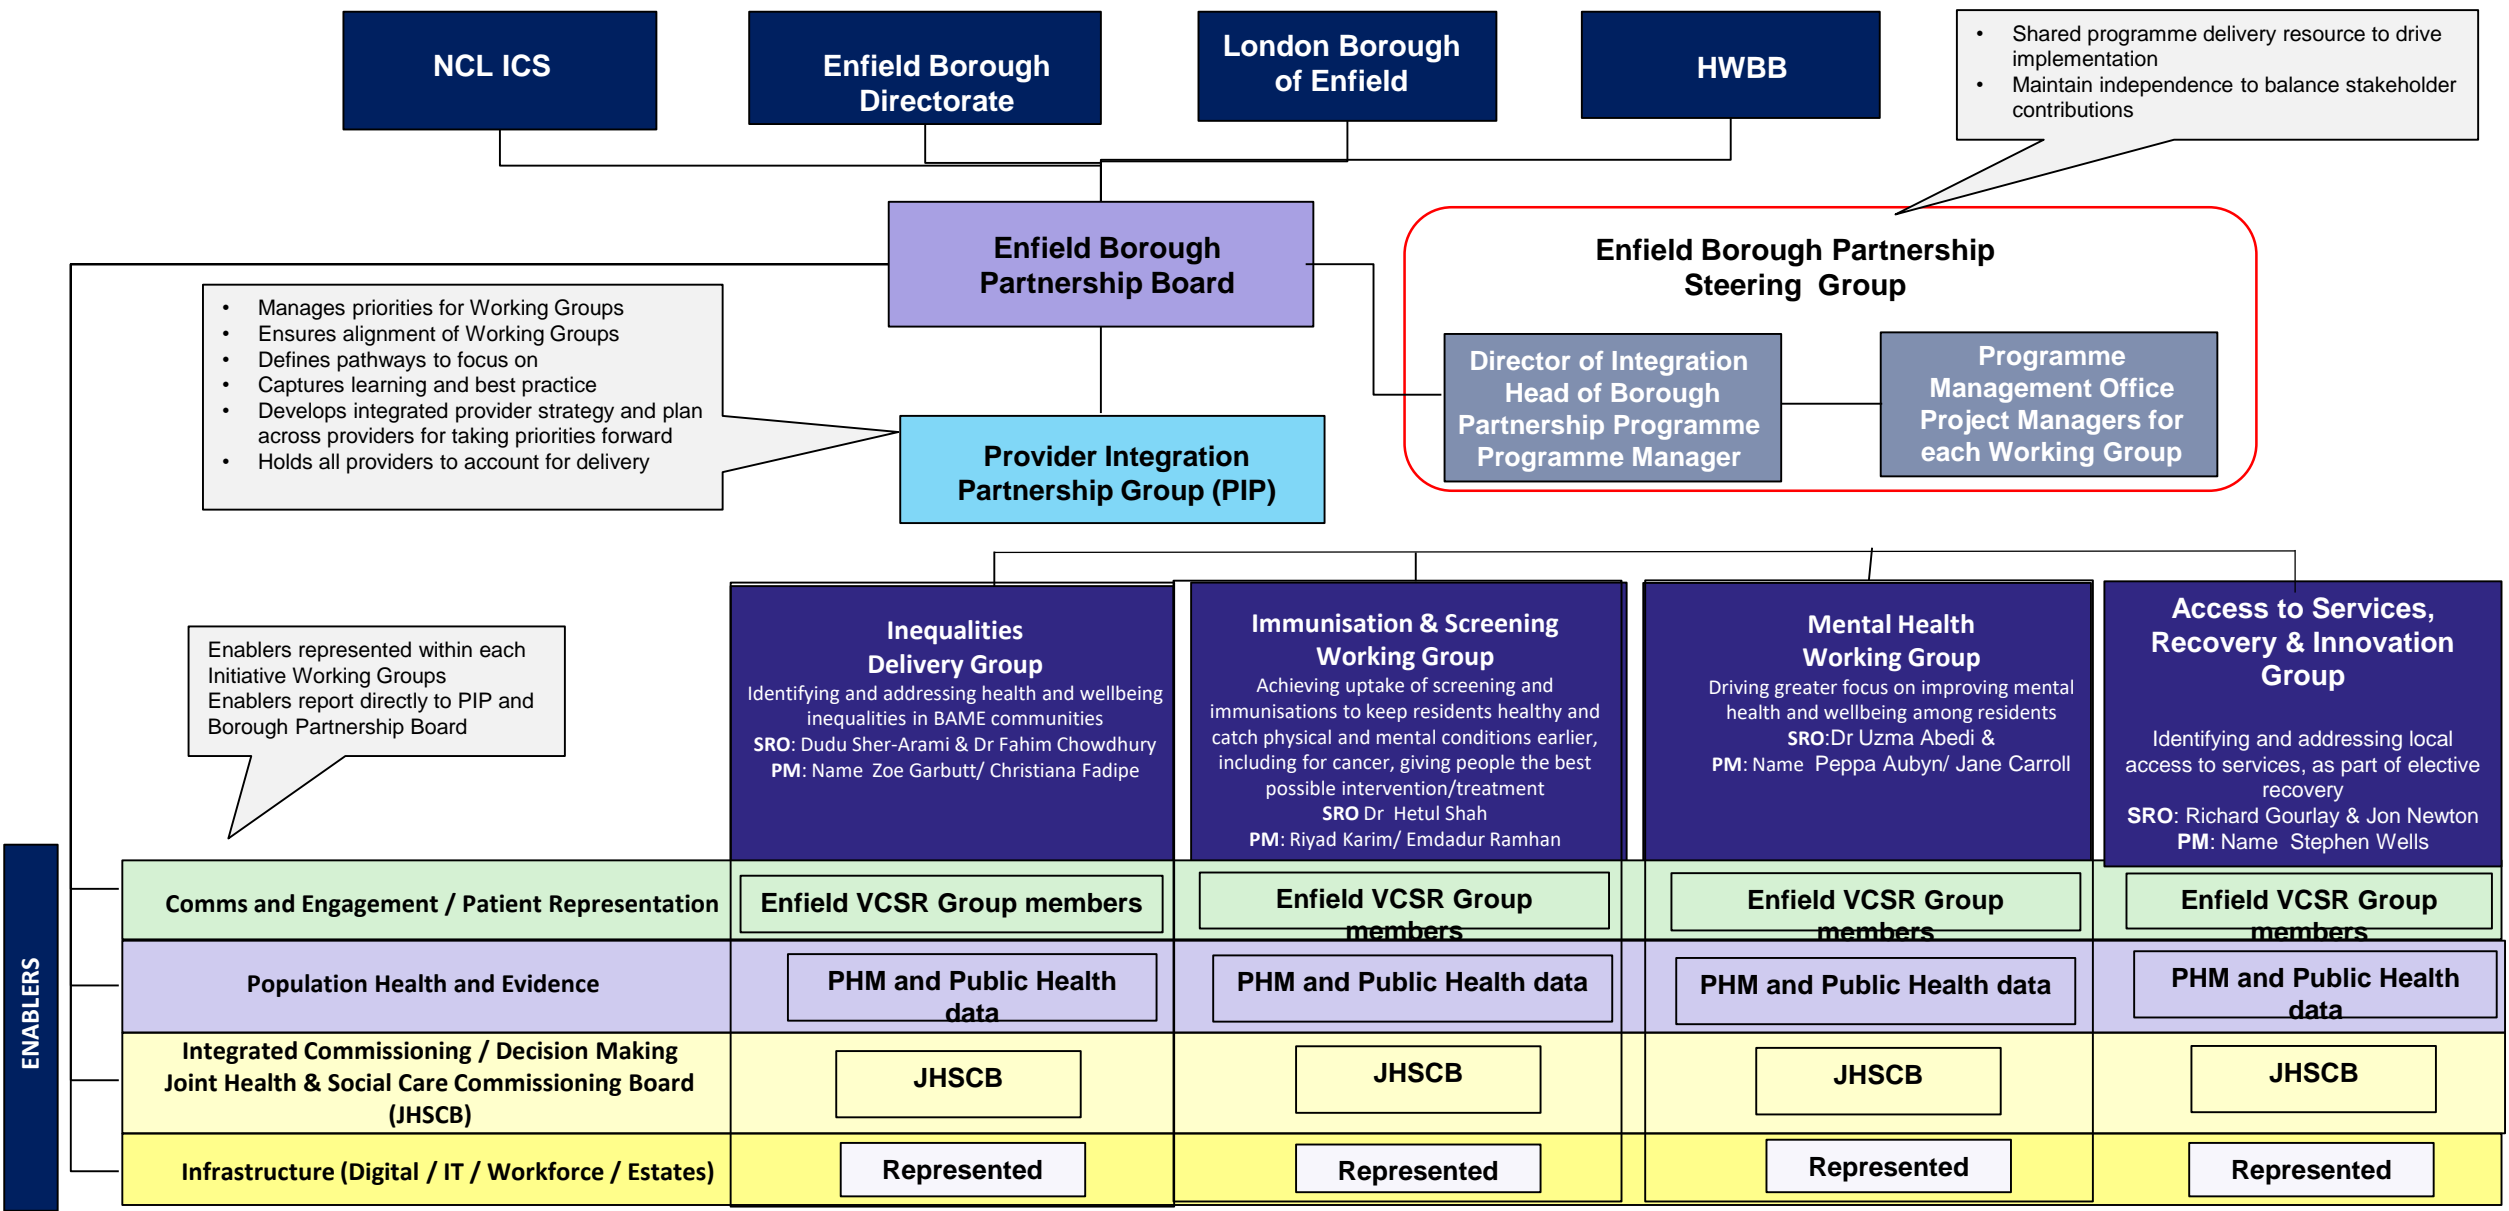 NCL ICS
Enfield Borough
Directorate
London Borough
of Enfield
HWBB
• Shared programme delivery resource to drive
implementation
• Maintain independence to balance stakeholder
contributions
Enfield Borough
Partnership Board
Enfield Borough Partnership
Steering Group
Director of Integration
Head of Borough
Partnership Programme
Programme Manager
Programme
Management Office
Project Managers for
each Working Group
• Manages priorities for Working Groups
• Ensures alignment of Working Groups
• Defines pathways to focus on
• Captures learning and best practice
• Develops integrated provider strategy and plan
across providers for taking priorities forward
• Holds all providers to account for delivery
Provider Integration
Partnership Group (PIP)
Enablers represented within each
Initiative Working Groups
Enablers report directly to PIP and
Borough Partnership Board
Inequalities
Delivery Group
Identifying and addressing health and wellbeing
inequalities in BAME communities
SRO: Dudu Sher-Arami & Dr Fahim Chowdhury
PM: Name Zoe Garbutt/ Christiana Fadipe
Immunisation & Screening
Working Group
Achieving uptake of screening and
immunisations to keep residents healthy and
catch physical and mental conditions earlier,
including for cancer, giving people the best
possible intervention/treatment
SRO Dr Hetul Shah
PM: Riyad Karim/ Emdadur Ramhan
Mental Health
Working Group
Driving greater focus on improving mental
health and wellbeing among residents
SRO:Dr Uzma Abedi &
PM: Name Peppa Aubyn/ Jane Carroll
Access to Services,
Recovery & Innovation
Group
Identifying and addressing local
access to services, as part of elective
recovery
SRO: Richard Gourlay & Jon Newton
PM: Name Stephen Wells
ENABLERS
Comms and Engagement / Patient Representation
Enfield VCSR Group members
Enfield VCSR Group
members
Enfield VCSR Group
members
Enfield VCSR Group
members
Population Health and Evidence
PHM and Public Health
data
PHM and Public Health data
PHM and Public Health data
PHM and Public Health
data
Integrated Commissioning / Decision Making
Joint Health & Social Care Commissioning Board
(JHSCB)
JHSCB
JHSCB
JHSCB
JHSCB
Infrastructure (Digital / IT / Workforce / Estates)
Represented
Represented
Represented
Represented